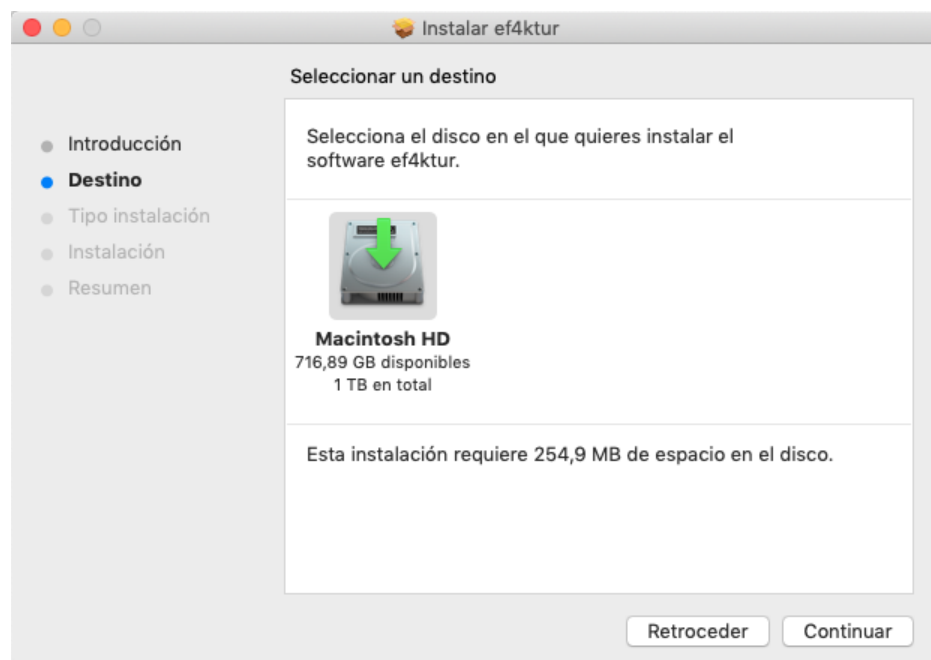 Instalar ef4ktur
Seleccionar un destino
Introducción
Destino
Tipo instalación
Instalación
Resumen
Selecciona el disco en el que quieres instalar el
software ef4ktur.
Macintosh HD
716,89 GB disponibles
1 TB en total
Esta instalación requiere 254,9 MB de espacio en el disco.
Retroceder
Continuar